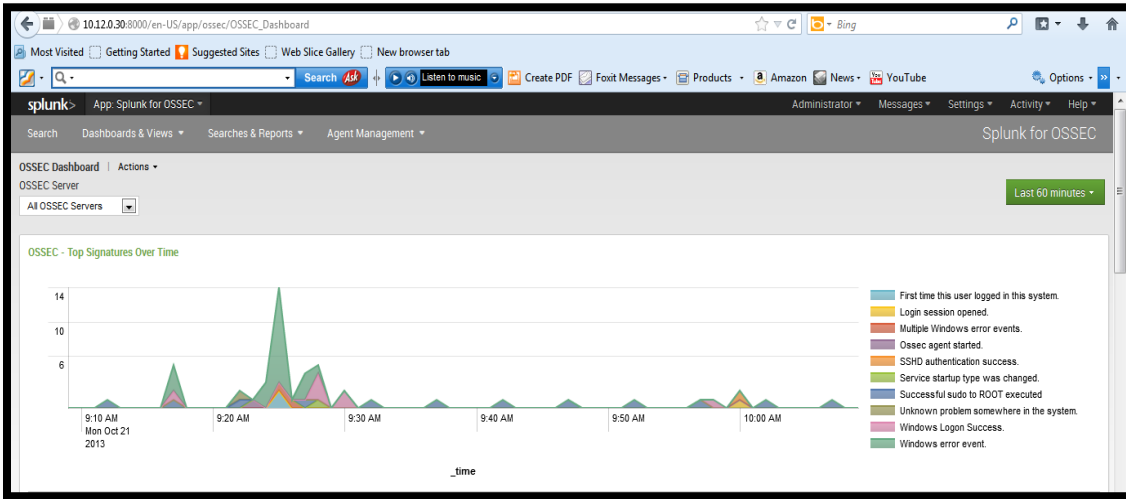 10.12.0.30:8000/en-US/app/ossec/OSSEC_Dashboard
Bing
Most Visited Getting Started Suggested Sites Web Slice Gallery New browser tab
Search Ask Listen to music Create PDF Foxit Messages Products Amazon News YouTube Options
splunk> App: Splunk for OSSEC Administrator Messages Settings Activity Help
Search Dashboards & Views Searches & Reports Agent Management Splunk for OSSEC
OSSEC Dashboard | Actions
OSSEC Server
All OSSEC Servers
Last 60 minutes
OSSEC - Top Signatures Over Time
14
10
6
9:10 AM 9:20 AM 9:30 AM 9:40 AM 9:50 AM 10:00 AM
Mon Oct 21
2013
_time
First time this user logged in this system.
Login session opened.
Multiple Windows error events.
Ossec agent started.
SSHD authentication success.
Service startup type was changed.
Successful sudo to ROOT executed
Unknown problem somewhere in the system.
Windows Logon Success.
Windows error event.